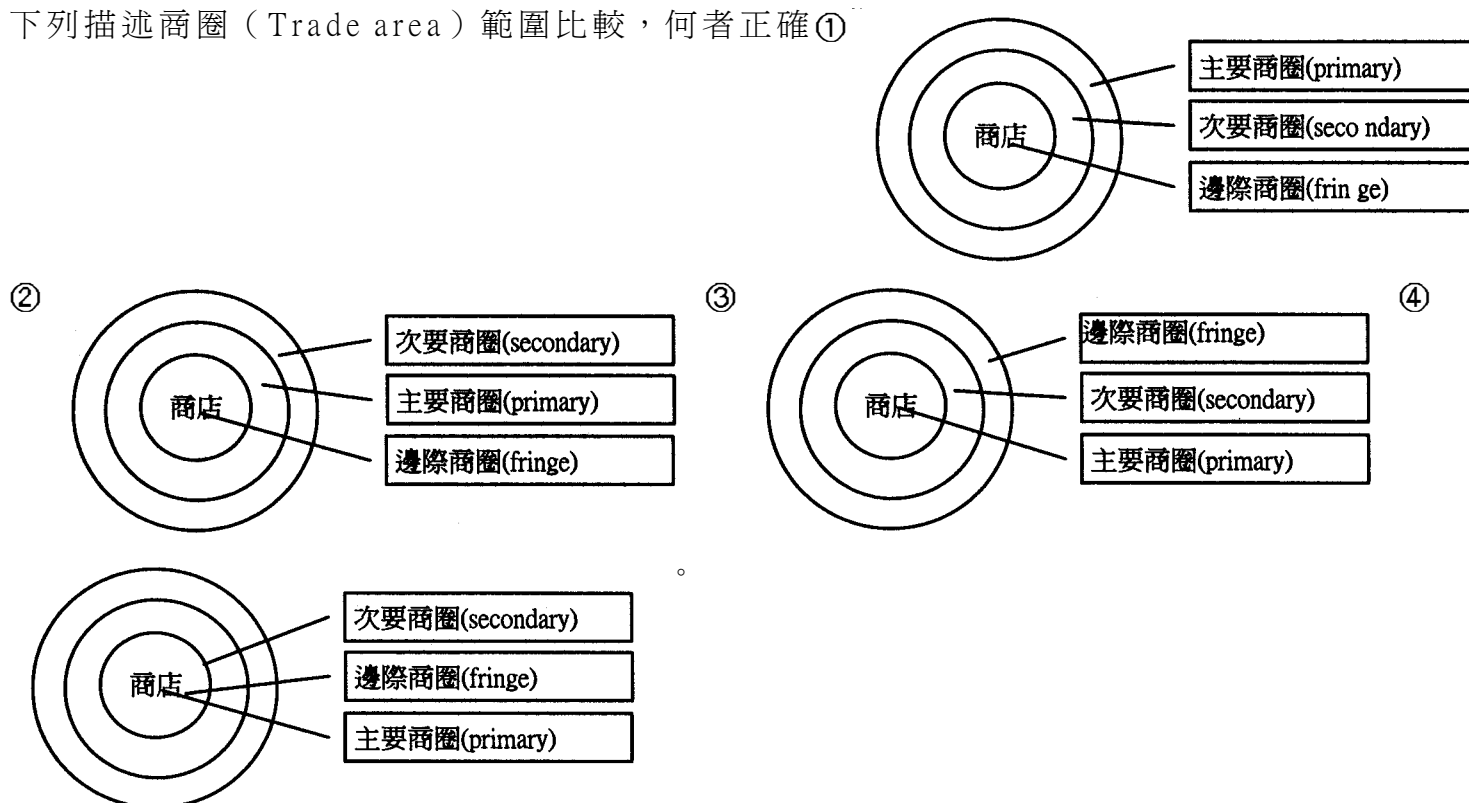 下列描述商圈（Trade area）範圍比較，何者正確①
商店
主要商圈(primary)
次要商圈(seco ndary)
邊際商圈(frin ge)
②
商店
次要商圈(secondary)
主要商圈(primary)
邊際商圈(fringe)
③
商店
邊際商圈(fringe)
次要商圈(secondary)
主要商圈(primary)
④
商店
次要商圈(secondary)
邊際商圈(fringe)
主要商圈(primary)
。